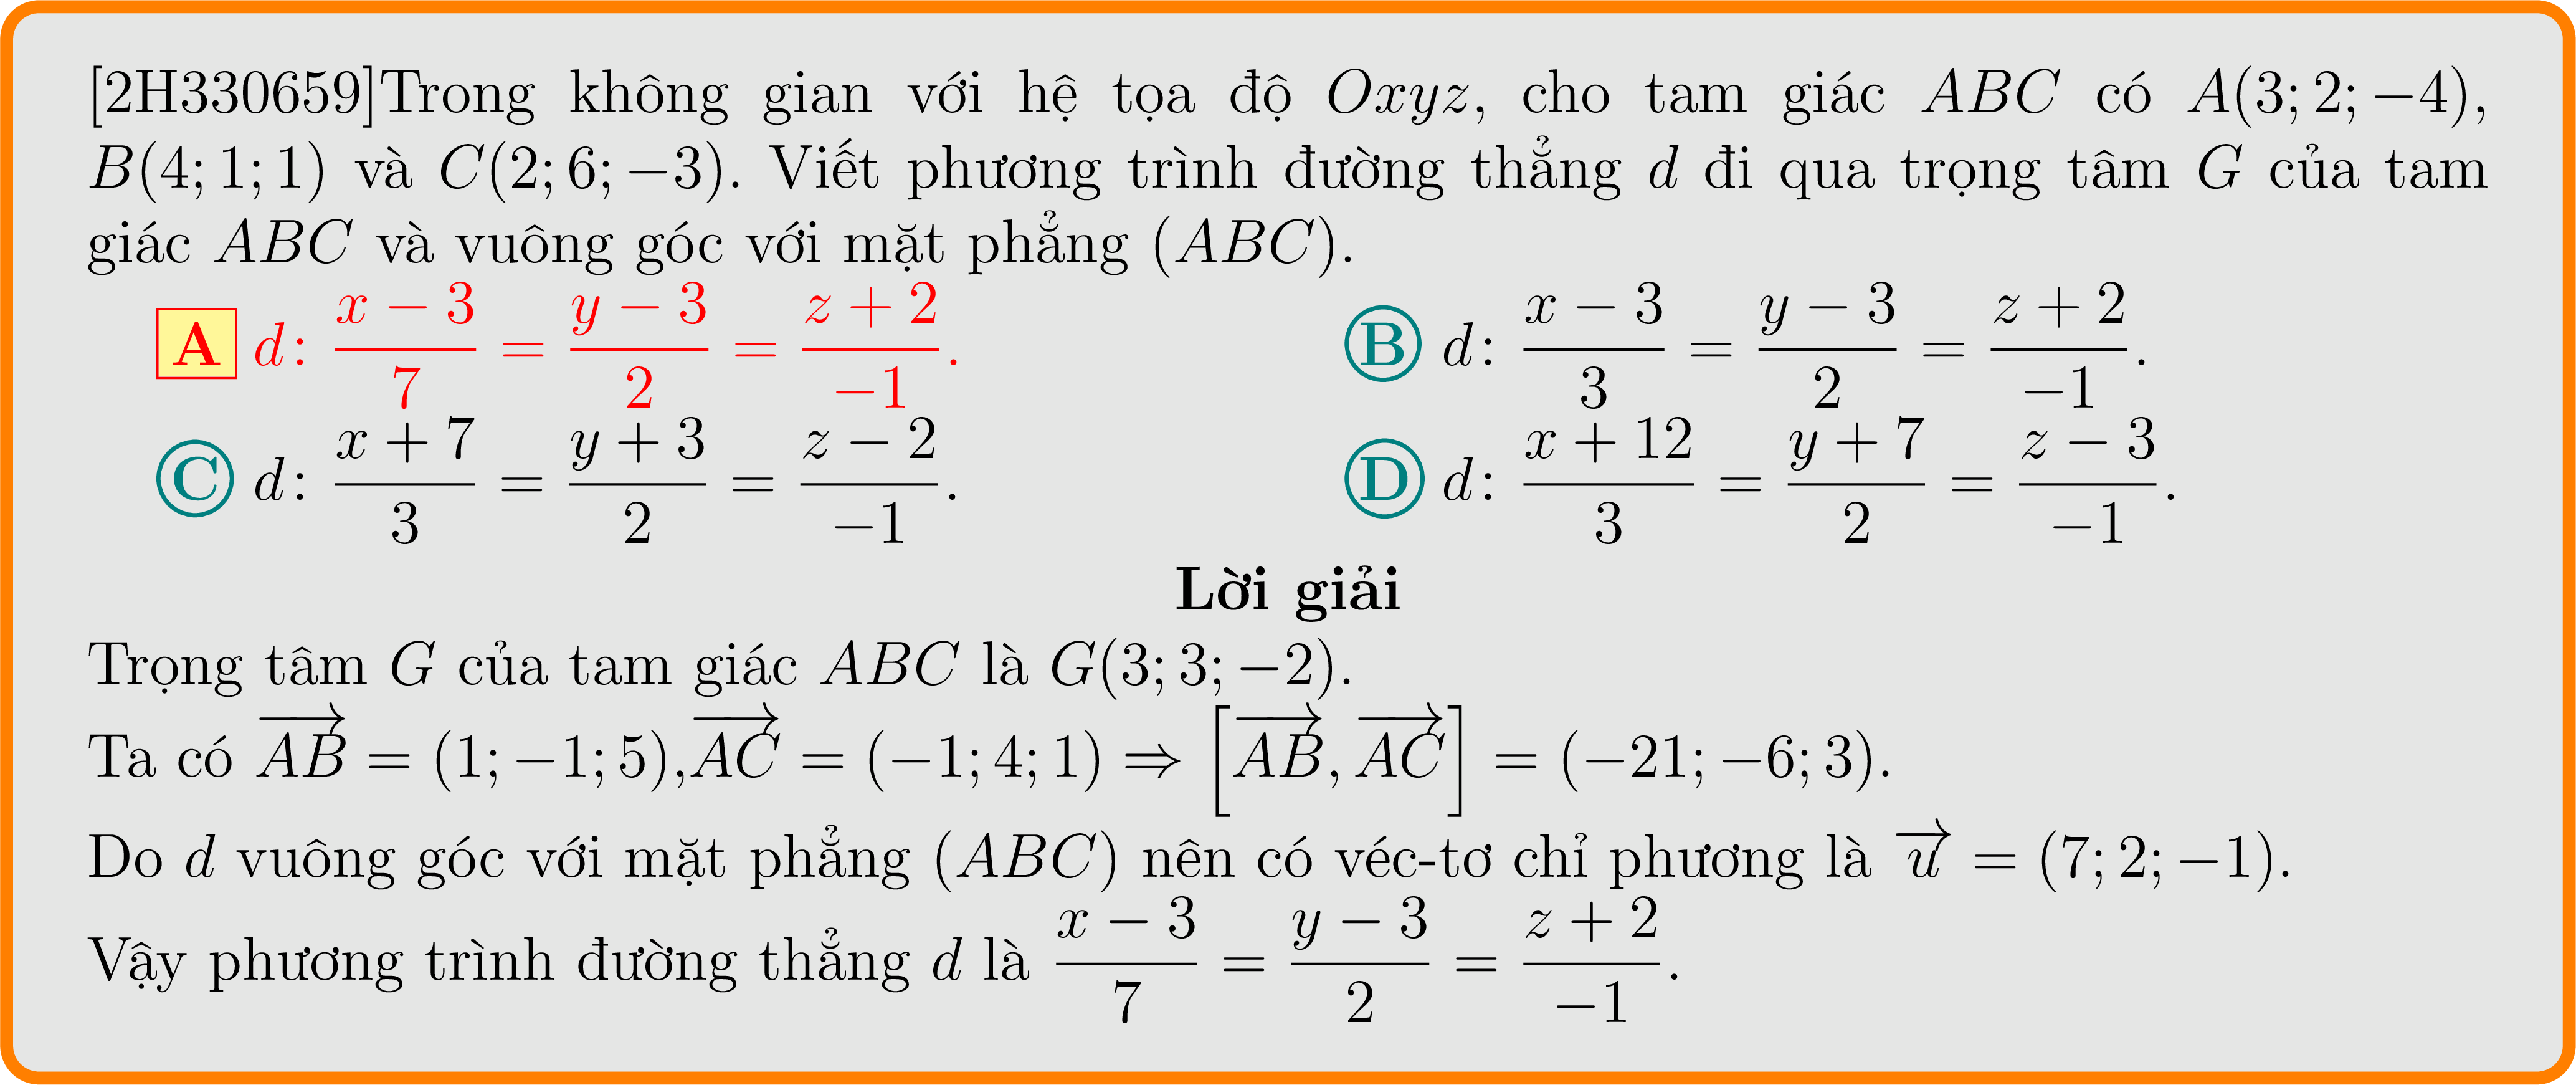 [2H330659]Trong không gian với hệ tọa độ Oxyz, cho tam giác ABC có A(3; 2; −4),
B(4; 1; 1) và C(2; 6; −3). Viết phương trình đường thẳng d đi qua trọng tâm G của tam
giác ABC và vuông góc với mặt phẳng (ABC).
A d: \frac{x − 3}{7} = \frac{y − 3}{2} = \frac{z + 2}{−1}. B d: \frac{x − 3}{3} = \frac{y − 3}{2} = \frac{z + 2}{−1}.
C d: \frac{x + 7}{3} = \frac{y + 3}{2} = \frac{z − 2}{−1}. D d: \frac{x + 12}{3} = \frac{y + 7}{2} = \frac{z − 3}{−1}.
Lời giải
Trọng tâm G của tam giác ABC là G(3; 3; −2).
Ta có \overrightarrow{AB} = (1; −1; 5),\overrightarrow{AC} = (−1; 4; 1) ⇒ [\overrightarrow{AB}, \overrightarrow{AC}] = (−21; −6; 3).
Do d vuông góc với mặt phẳng (ABC) nên có véc-tơ chỉ phương là \overrightarrow{u} = (7; 2; −1).
Vậy phương trình đường thẳng d là \frac{x − 3}{7} = \frac{y − 3}{2} = \frac{z + 2}{−1}.